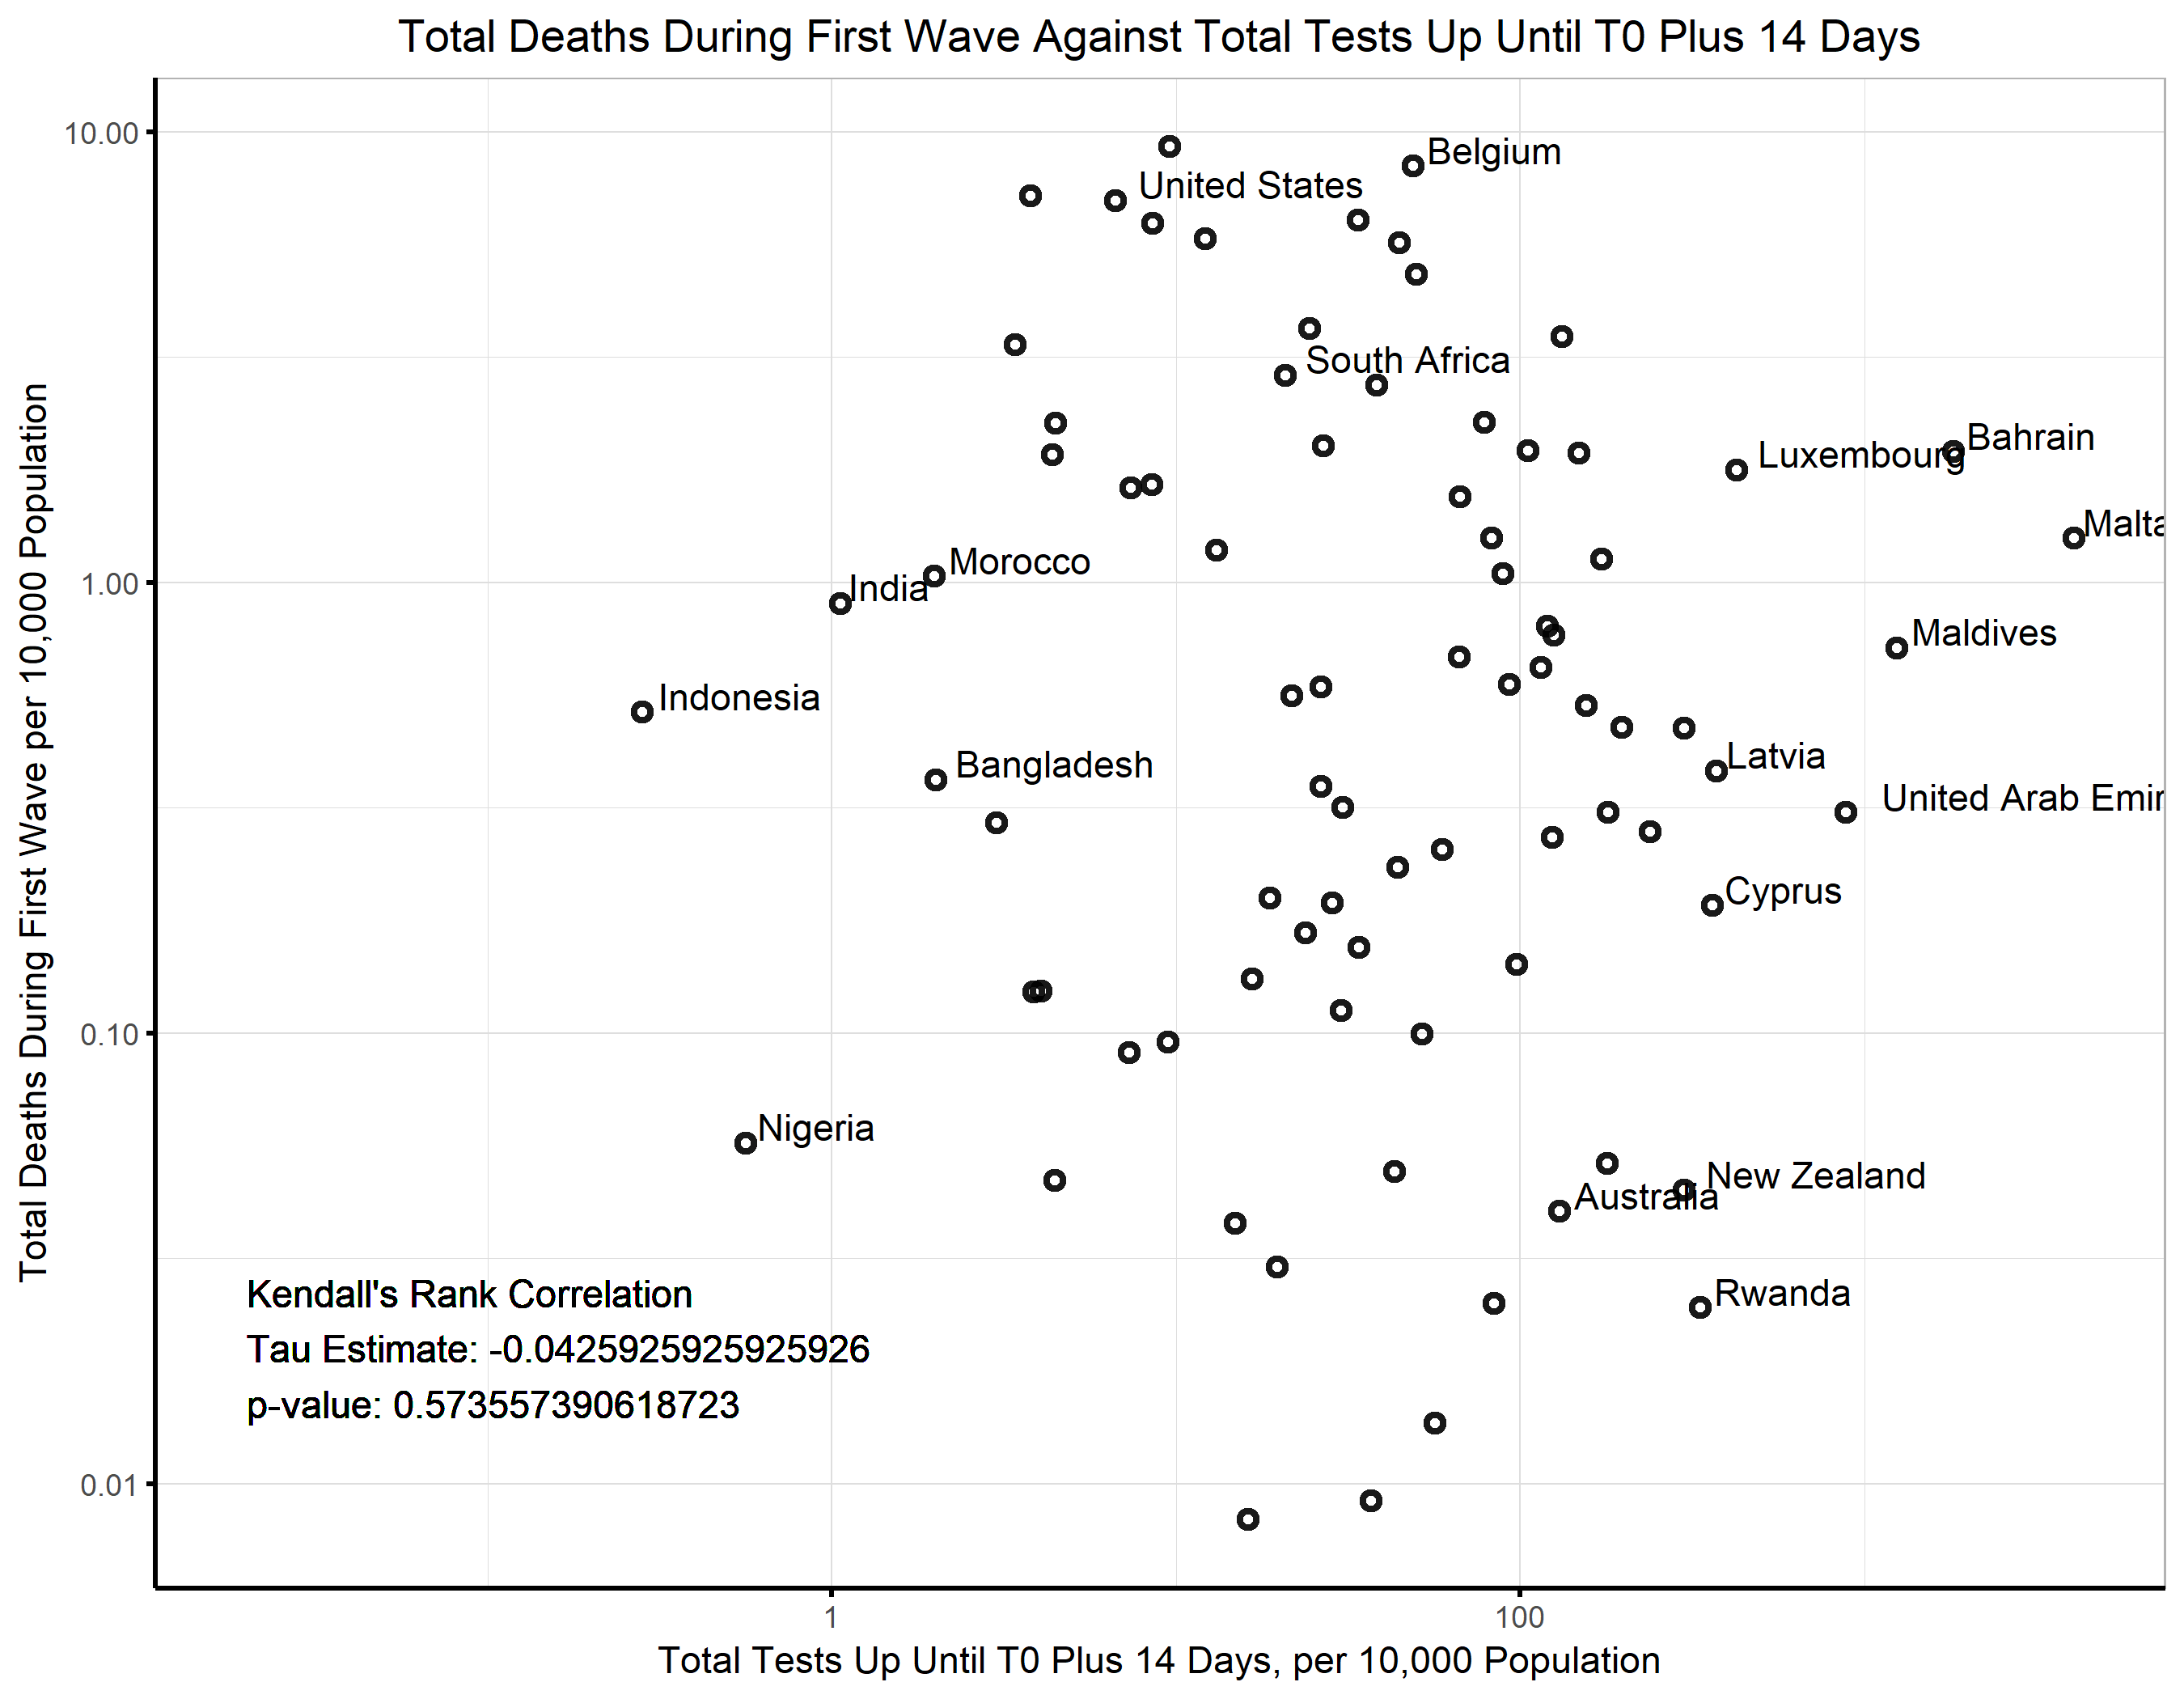 Total Deaths During First Wave Against Total Tests Up Until T0 Plus 14 Days
Total Deaths During First Wave per 10,000 Population
10.00
1.00
0.10
0.01
Belgium
United States
South Africa
Bahrain
Luxembourg
Malta
Morocco
India
Maldives
Indonesia
Latvia
Bangladesh
United Arab Emir
Cyprus
Nigeria
New Zealand
Australia
Rwanda
Kendall's Rank Correlation
Tau Estimate: -0.0425925925925926
p-value: 0.573557390618723
1
100
Total Tests Up Until T0 Plus 14 Days, per 10,000 Population